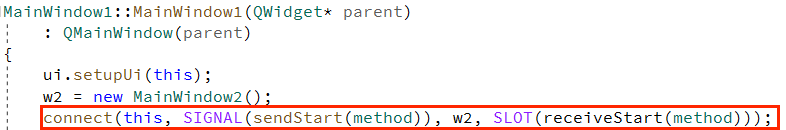 MainWindow1::MainWindow1(QWidget* parent)
: QMainWindow(parent)
{
ui.setupUi(this);
w2 = new MainWindow2();
connect(this, SIGNAL(sendStart(method)), w2, SLOT(receiveStart(method)));